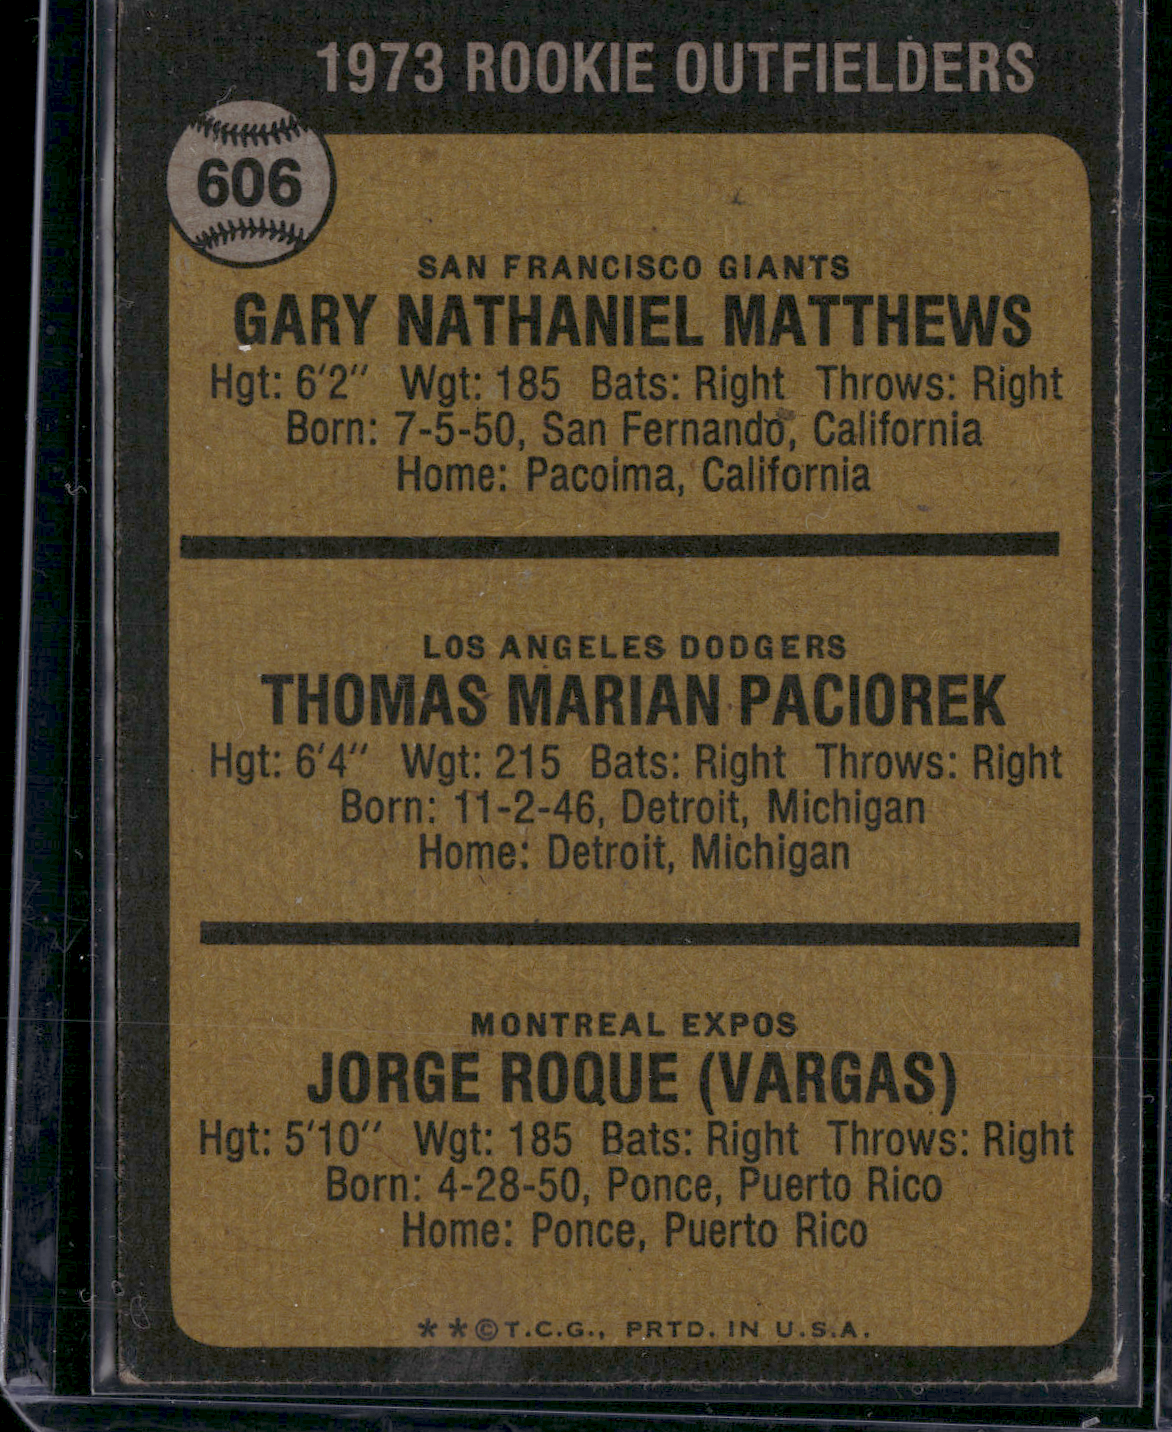 1973 ROOKIE OUTFIELDERS
606
SAN FRANCISCO GIANTS
GARY NATHANIEL MATTHEWS
Hgt: 6'2" Wgt: 185 Bats: Right Throws: Right
Born: 7-5-50, San Fernando, California
Home: Pacoima, California
LOS ANGELES DODGERS
THOMAS MARIAN PACIOREK
Hgt: 6'4" Wgt: 215 Bats: Right Throws: Right
Born: 11-2-46, Detroit, Michigan
Home: Detroit, Michigan
MONTREAL EXPOS
JORGE ROQUE (VARGAS)
Hgt: 5'10" Wgt: 185 Bats: Right Throws: Right
Born: 4-28-50, Ponce, Puerto Rico
Home: Ponce, Puerto Rico
**©T.C.G., PRTD. IN U.S.A.